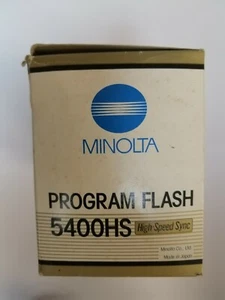 MINOLTA
PROGRAM FLASH
5400HS High-Speed Sync
Minolta Co., Ltd.
Made in Japan